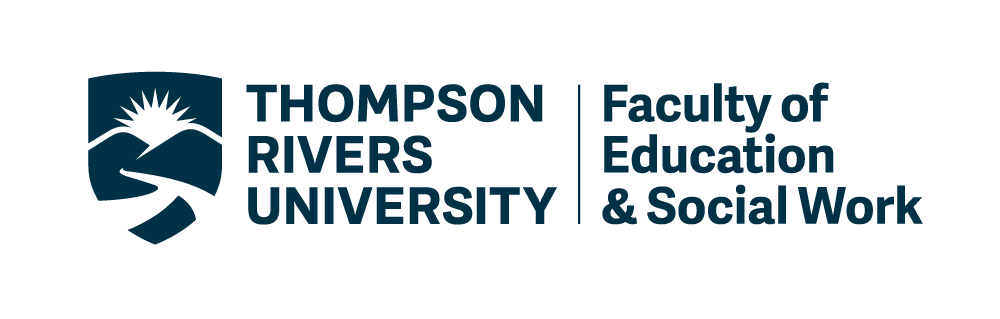 THOMPSON
RIVERS
UNIVERSITY
Faculty of
Education
& Social Work